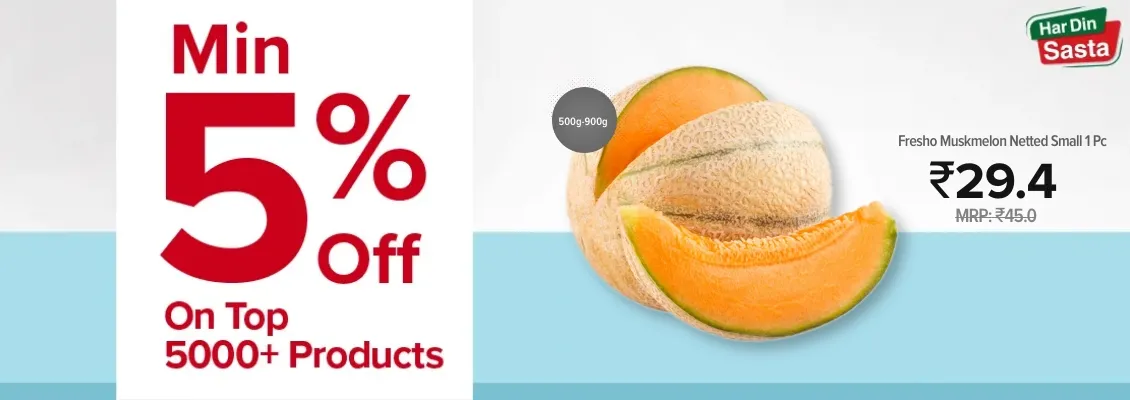 Min
5%
Off
On Top
5000+ Products
500g-900g
Har Din
Sasta
Fresho Muskmelon Netted Small 1 Pc
₹29.4
MRP: ₹45.0